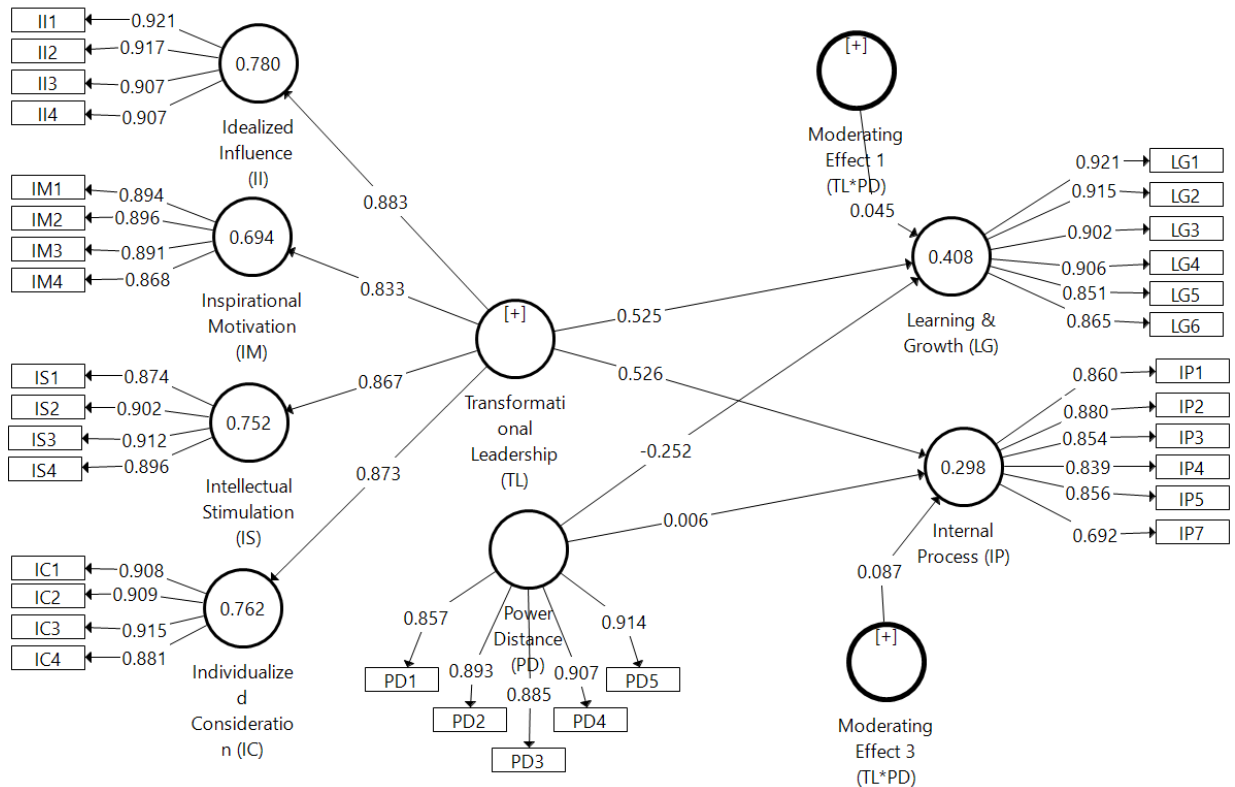 II1
0.921
II2
0.917
II3
0.907
II4
0.907
0.780
Idealized
Influence
(II)
IM1
0.894
IM2
0.896
IM3
0.891
IM4
0.868
0.694
Inspirational
Motivation
(IM)
IS1
0.874
IS2
0.902
IS3
0.912
IS4
0.896
0.752
Intellectual
Stimulation
(IS)
IC1
0.908
IC2
0.909
IC3
0.915
IC4
0.881
0.762
Individualize
d
Consideratio
n (IC)
0.883
0.833
0.867
0.873
[+]
Transformati
onal
Leadership
(TL)
0.525
0.526
-0.252
0.006
Power
Distance
(PD)
0.857
0.893
0.885
0.907
0.914
PD1
PD2
PD3
PD4
PD5
[+]
Moderating
Effect 1
(TL*PD)
0.045
0.408
Learning &
Growth (LG)
0.921
LG1
0.915
LG2
0.902
LG3
0.906
LG4
0.851
LG5
0.865
LG6
0.298
Internal
Process (IP)
0.860
IP1
0.880
IP2
0.854
IP3
0.839
IP4
0.856
IP5
0.692
IP7
0.087
[+]
Moderating
Effect 3
(TL*PD)